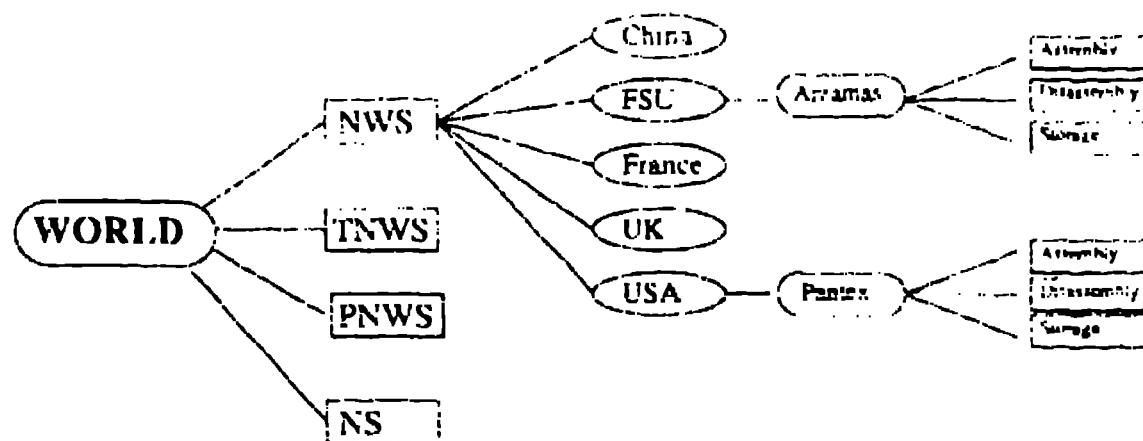 WORLD
NWS
TNWS
PNWS
NS
China
FSU
France
UK
USA
Arzamas
Pantex
Assembly
Disassembly
Storage
Assembly
Disassembly
Storage